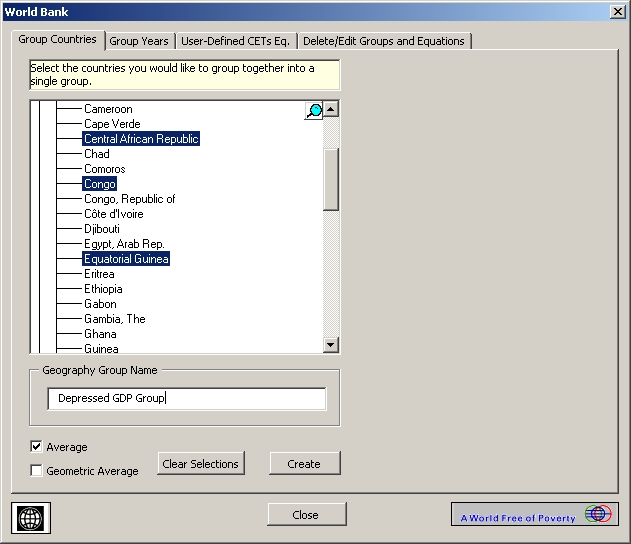 World Bank
Group Countries Group Years User-Defined CETs Eq. Delete/Edit Groups and Equations
Select the countries you would like to group together into a
single group.
Cameroon
Cape Verde
Central African Republic
Chad
Comoros
Congo
Congo, Republic of
Côte d'Ivoire
Djibouti
Egypt, Arab Rep.
Equatorial Guinea
Eritrea
Ethiopia
Gabon
Gambia, The
Ghana
Guinea
Geography Group Name
Depressed GDP Group
Average
Geometric Average
Clear Selections
Create
Close
A World Free of Poverty